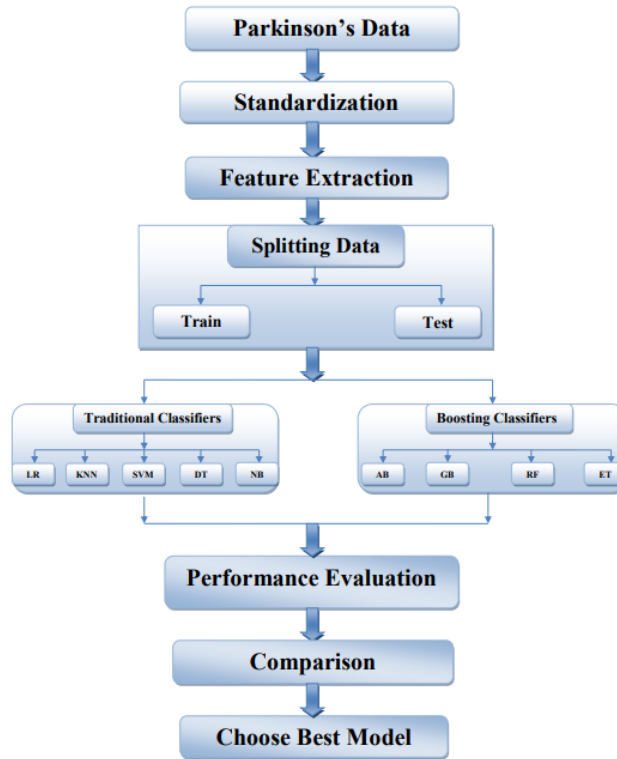 Parkinson's Data
Standardization
Feature Extraction
Splitting Data
Train
Test
Traditional Classifiers
LR
KNN
SVM
DT
NB
Boosting Classifiers
AB
GB
RF
ET
Performance Evaluation
Comparison
Choose Best Model